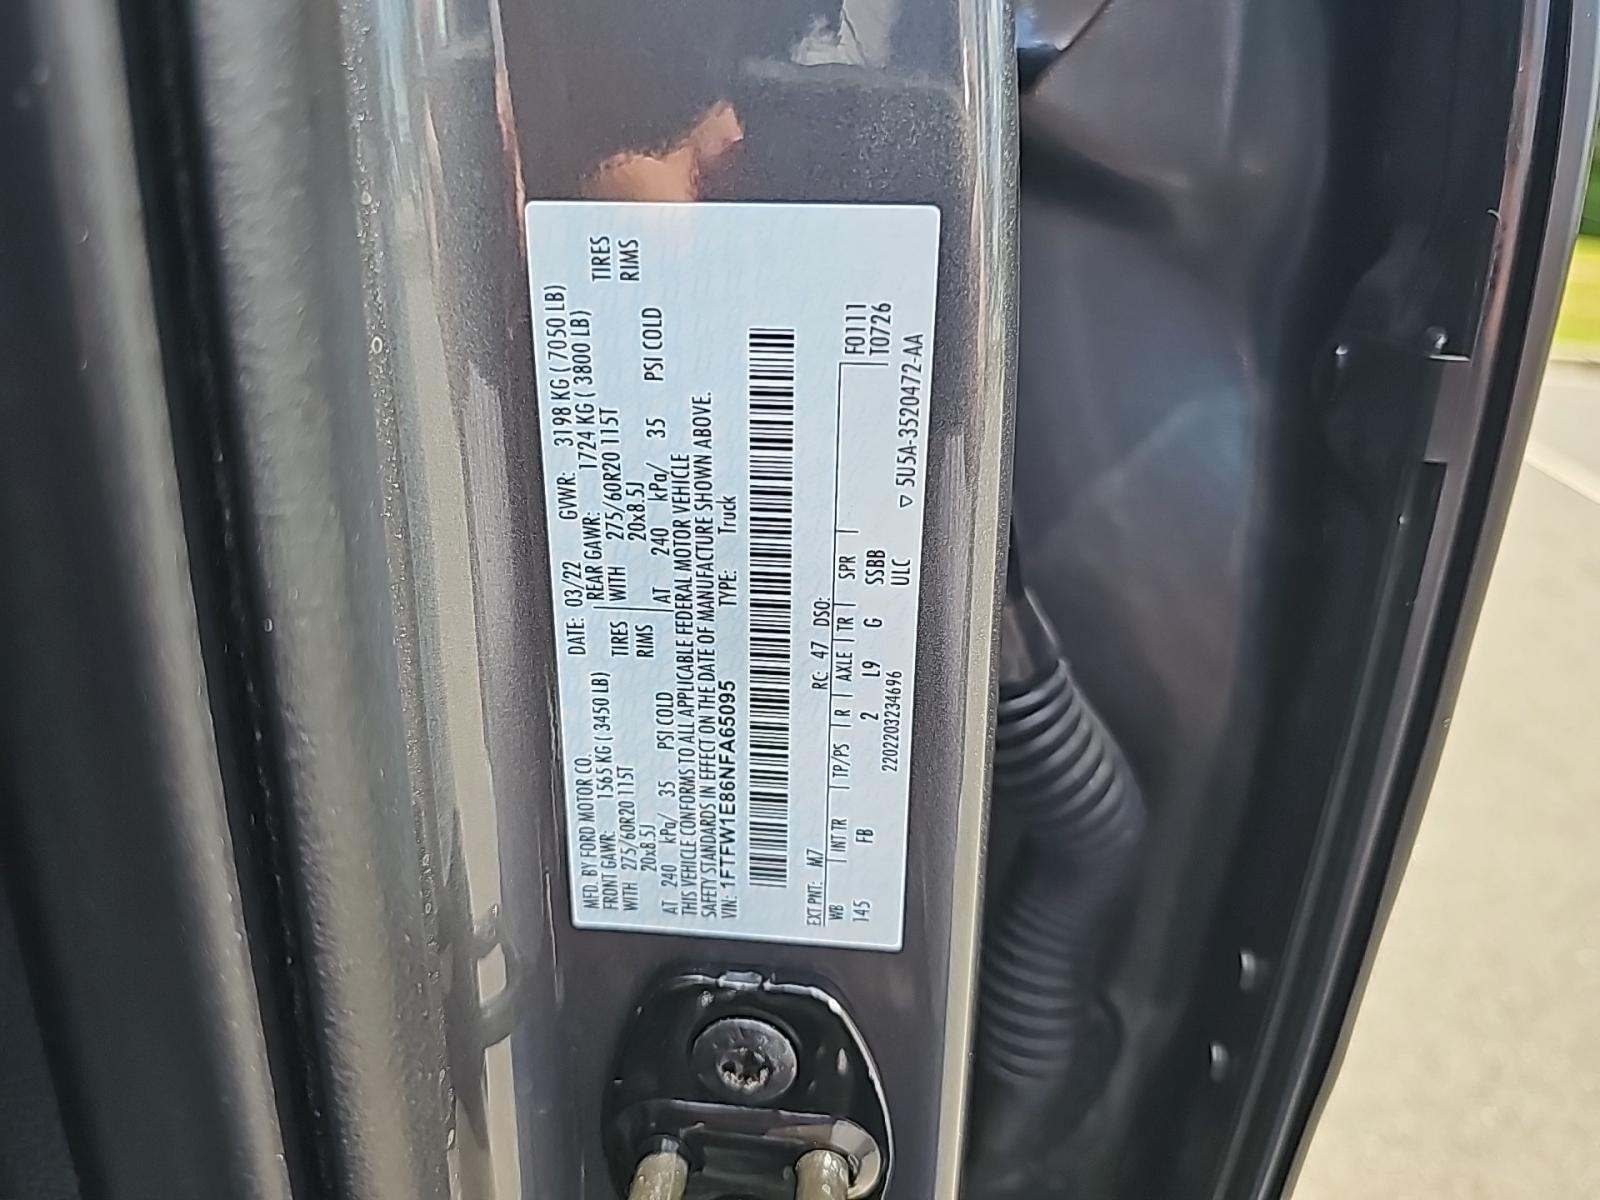 MFD. BY FORD MOTOR CO. DATE: 03/22 GVWR: 3198 KG ( 7050 LB)
FRONT GAWR: 1565 KG ( 3450 LB) REAR GAWR: 1724 KG ( 3800 LB)
WITH 275/60R20 115T TIRES WITH 275/60R20 115T TIRES
20x8.5J RIMS 20x8.5J RIMS
AT 240 kPa/ 35 PSI COLD AT 240 kPa/ 35 PSI COLD
THIS VEHICLE CONFORMS TO ALL APPLICABLE FEDERAL MOTOR VEHICLE
SAFETY STANDARDS IN EFFECT ON THE DATE OF MANUFACTURE SHOWN ABOVE.
VIN: 1FTFW1E86NFA65095 TYPE: Truck
EXT PNT: M7 RC: 47 DSO:
WB INT TR TP/PS R AXLE TR SPR F0111
145 FB 2 L9 G SSBB T0726
2202203234696 ULC
▽ 5U5A-3520472-AA